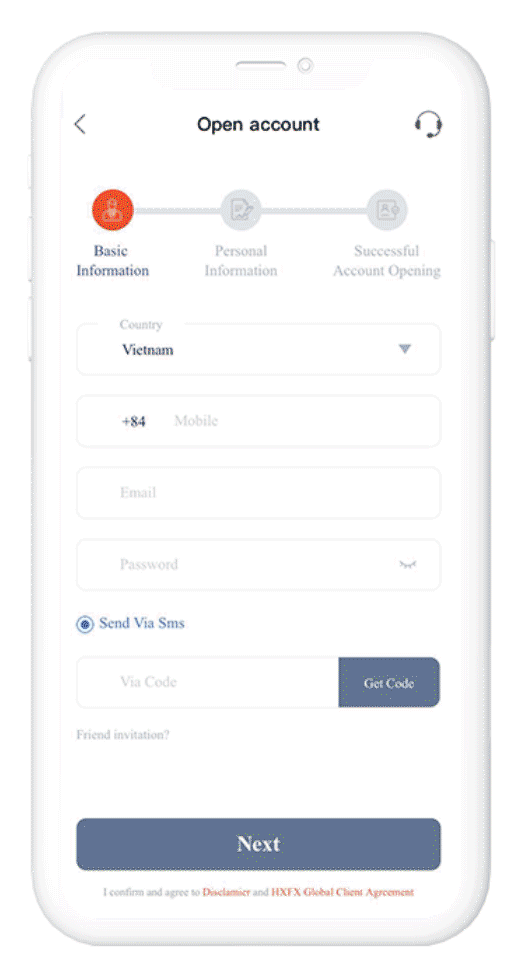 Open account
Basic Information
Personal Information
Successful Account Opening
Country
Vietnam
+84 Mobile
Email
Password
Send Via Sms
Via Code
Get Code
Friend invitation?
Next
I confirm and agree to Disclamier and HXFX Global Client Agreement